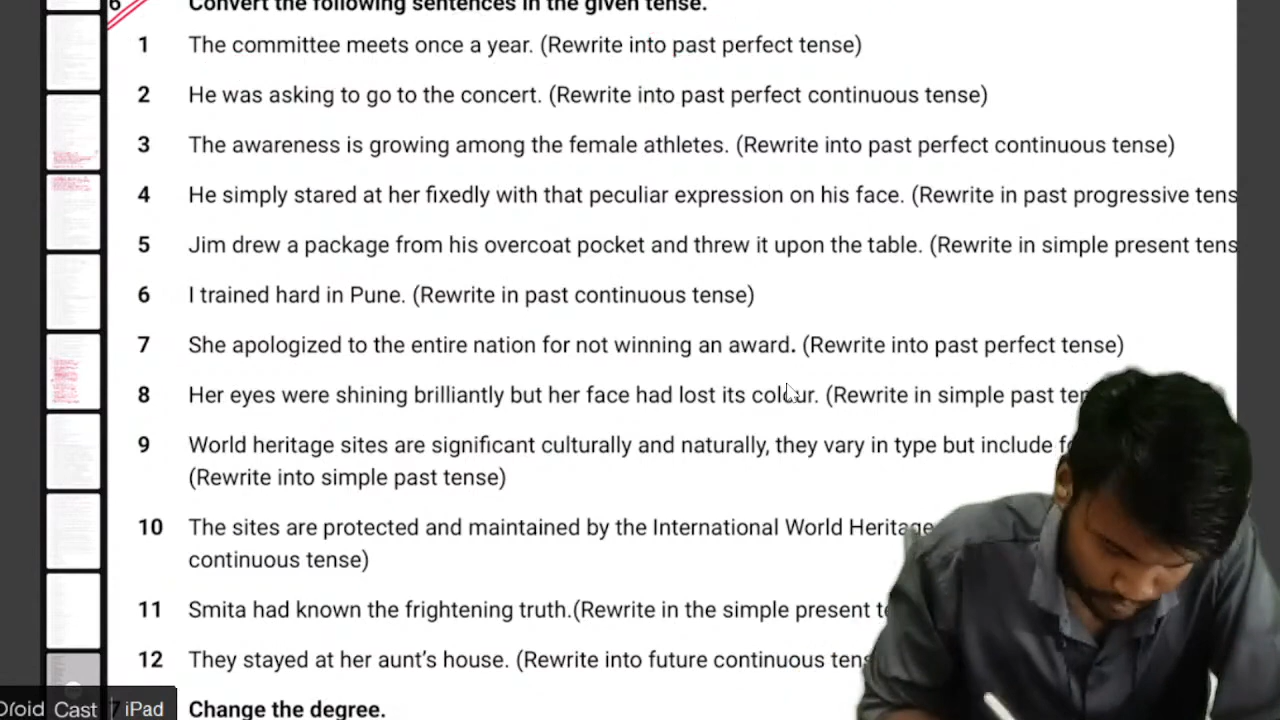 6 Convert the following sentences in the given tense.
1 The committee meets once a year. (Rewrite into past perfect tense)
2 He was asking to go to the concert. (Rewrite into past perfect continuous tense)
3 The awareness is growing among the female athletes. (Rewrite into past perfect continuous tense)
4 He simply stared at her fixedly with that peculiar expression on his face. (Rewrite in past progressive tens
5 Jim drew a package from his overcoat pocket and threw it upon the table. (Rewrite in simple present tens
6 I trained hard in Pune. (Rewrite in past continuous tense)
7 She apologized to the entire nation for not winning an award. (Rewrite into past perfect tense)
8 Her eyes were shining brilliantly but her face had lost its colour. (Rewrite in simple past
9 World heritage sites are significant culturally and naturally, they vary in type but include
(Rewrite into simple past tense)
10 The sites are protected and maintained by the International World Heritage
continuous tense)
11 Smita had known the frightening truth.(Rewrite in the simple present
12 They stayed at her aunt's house. (Rewrite into future continuous tens
7 Change the degree.
Droid Cast iPad